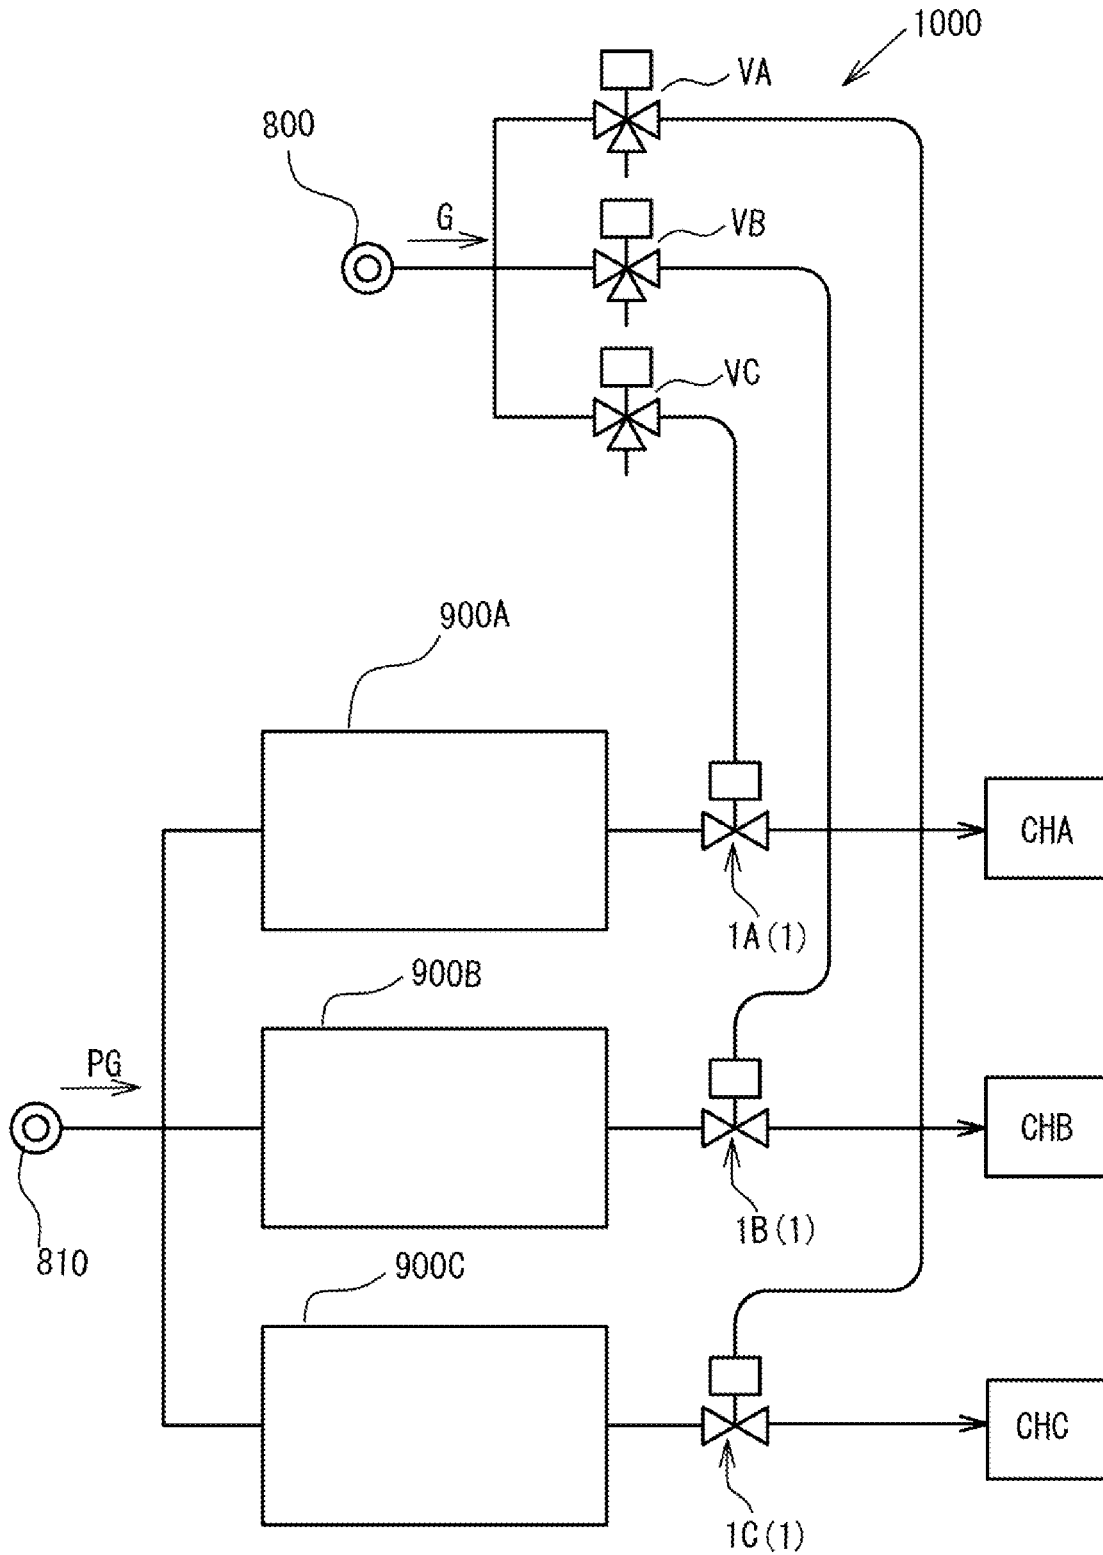 1000
VA
800
G
VB
VC
900A
CHA
1A(1)
900B
PG
CHB
1B(1)
810
900C
CHC
1C(1)